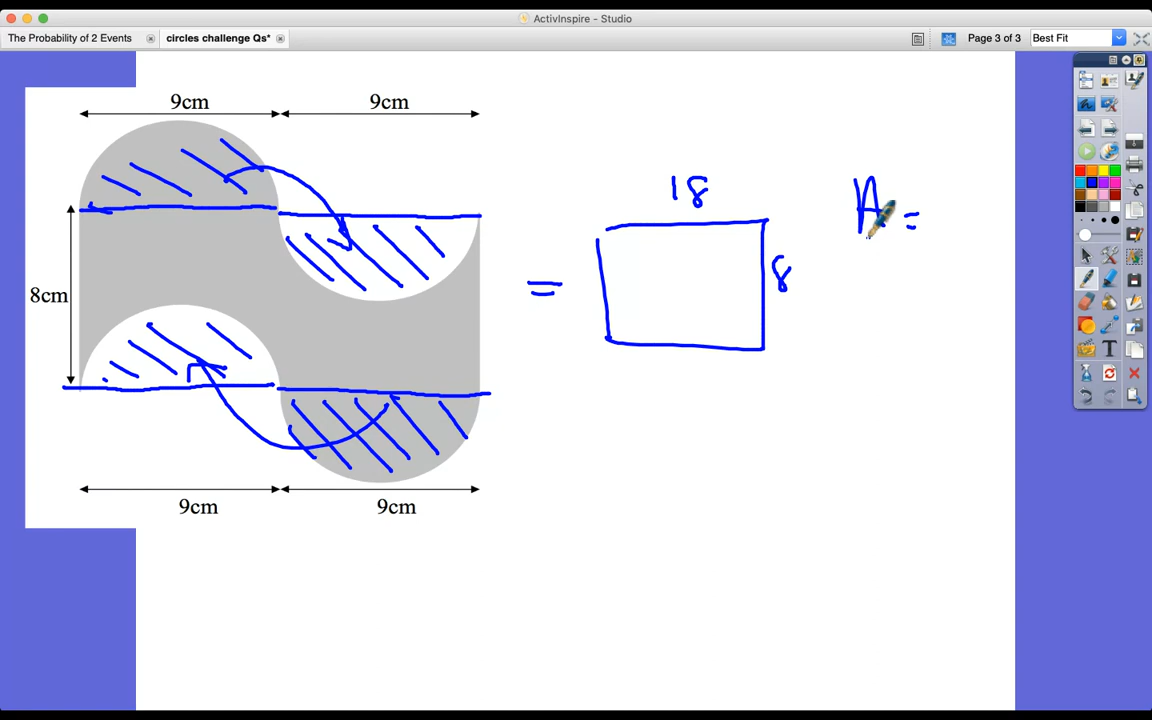 ActivInspire - Studio
The Probability of 2 Events
circles challenge Qs*
Page 3 of 3
Best Fit
9cm 9cm
18
A =
8cm
=
8
9cm 9cm
T